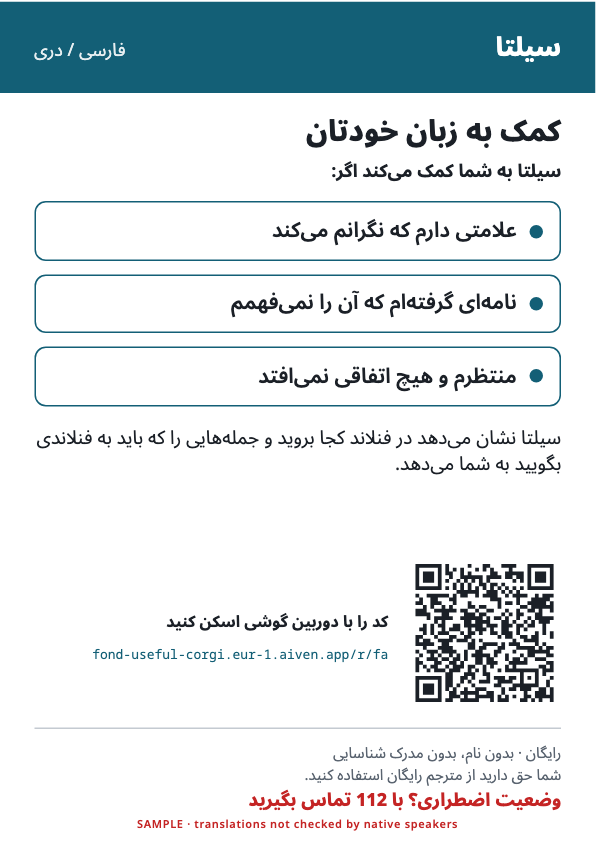 سیلتا
فارسی / دری
کمک به زبان خودتان
سیلتا به شما کمک می‌کند اگر:
علامتی دارم که نگرانم می‌کند
نامه‌ای گرفته‌ام که آن را نمی‌فهمم
منتظرم و هیچ اتفاقی نمی‌افتد
سیلتا نشان می‌دهد در فنلاند کجا بروید و جمله‌هایی را که باید به فنلاندی
بگویید به شما می‌دهد.
کد را با دوربین گوشی اسکن کنید
fond-useful-corgi.eur-1.aiven.app/r/fa
رایگان · بدون نام، بدون مدرک شناسایی
شما حق دارید از مترجم رایگان استفاده کنید.
وضعیت اضطراری؟ با 112 تماس بگیرید
SAMPLE · translations not checked by native speakers